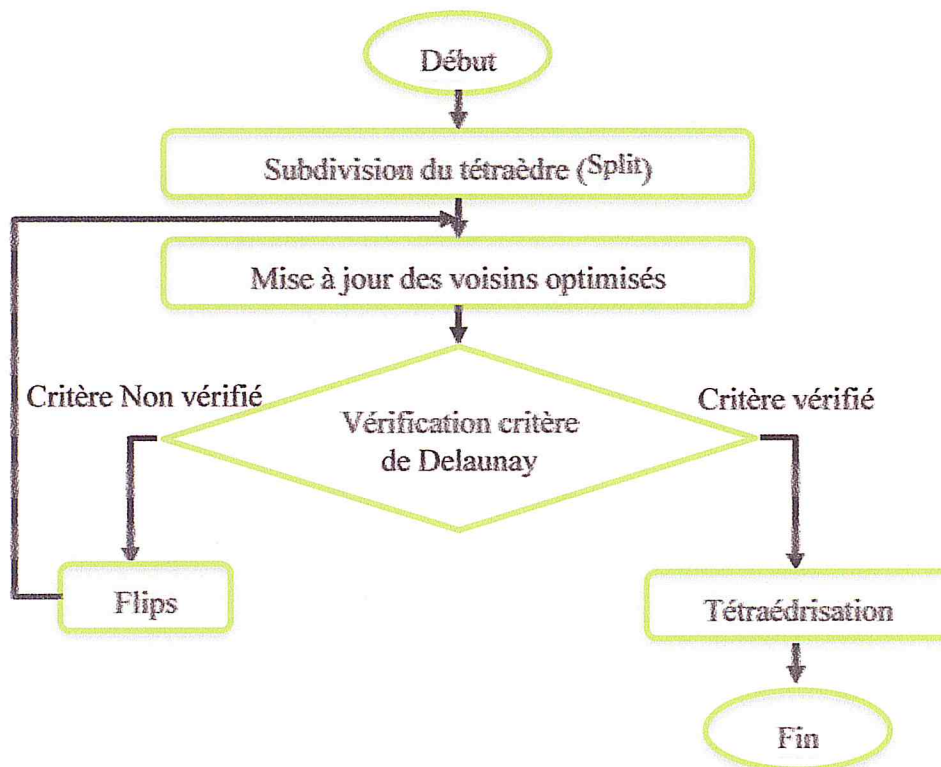 Début
Subdivision du tétraèdre (Split)
Mise à jour des voisins optimisés
Critère Non vérifié
Critère vérifié
Vérification critère
de Delaunay
Flips
Tétraédrisation
Fin